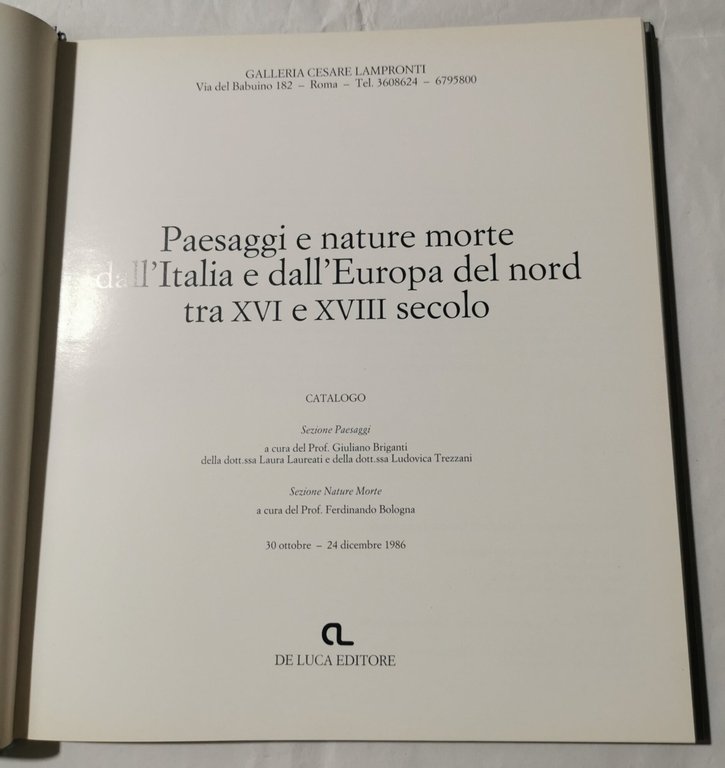 GALLERIA CESARE LAMPRONTI
Via del Babuino 182 – Roma – Tel. 3608624 – 6795800
Paesaggi e nature morte
dall'Italia e dall'Europa del nord
tra XVI e XVIII secolo
CATALOGO
Sezione Paesaggi
a cura del Prof. Giuliano Briganti
della dott.ssa Laura Laureati e della dott.ssa Ludovica Trezzani
Sezione Nature Morte
a cura del Prof. Ferdinando Bologna
30 ottobre – 24 dicembre 1986
DE LUCA EDITORE